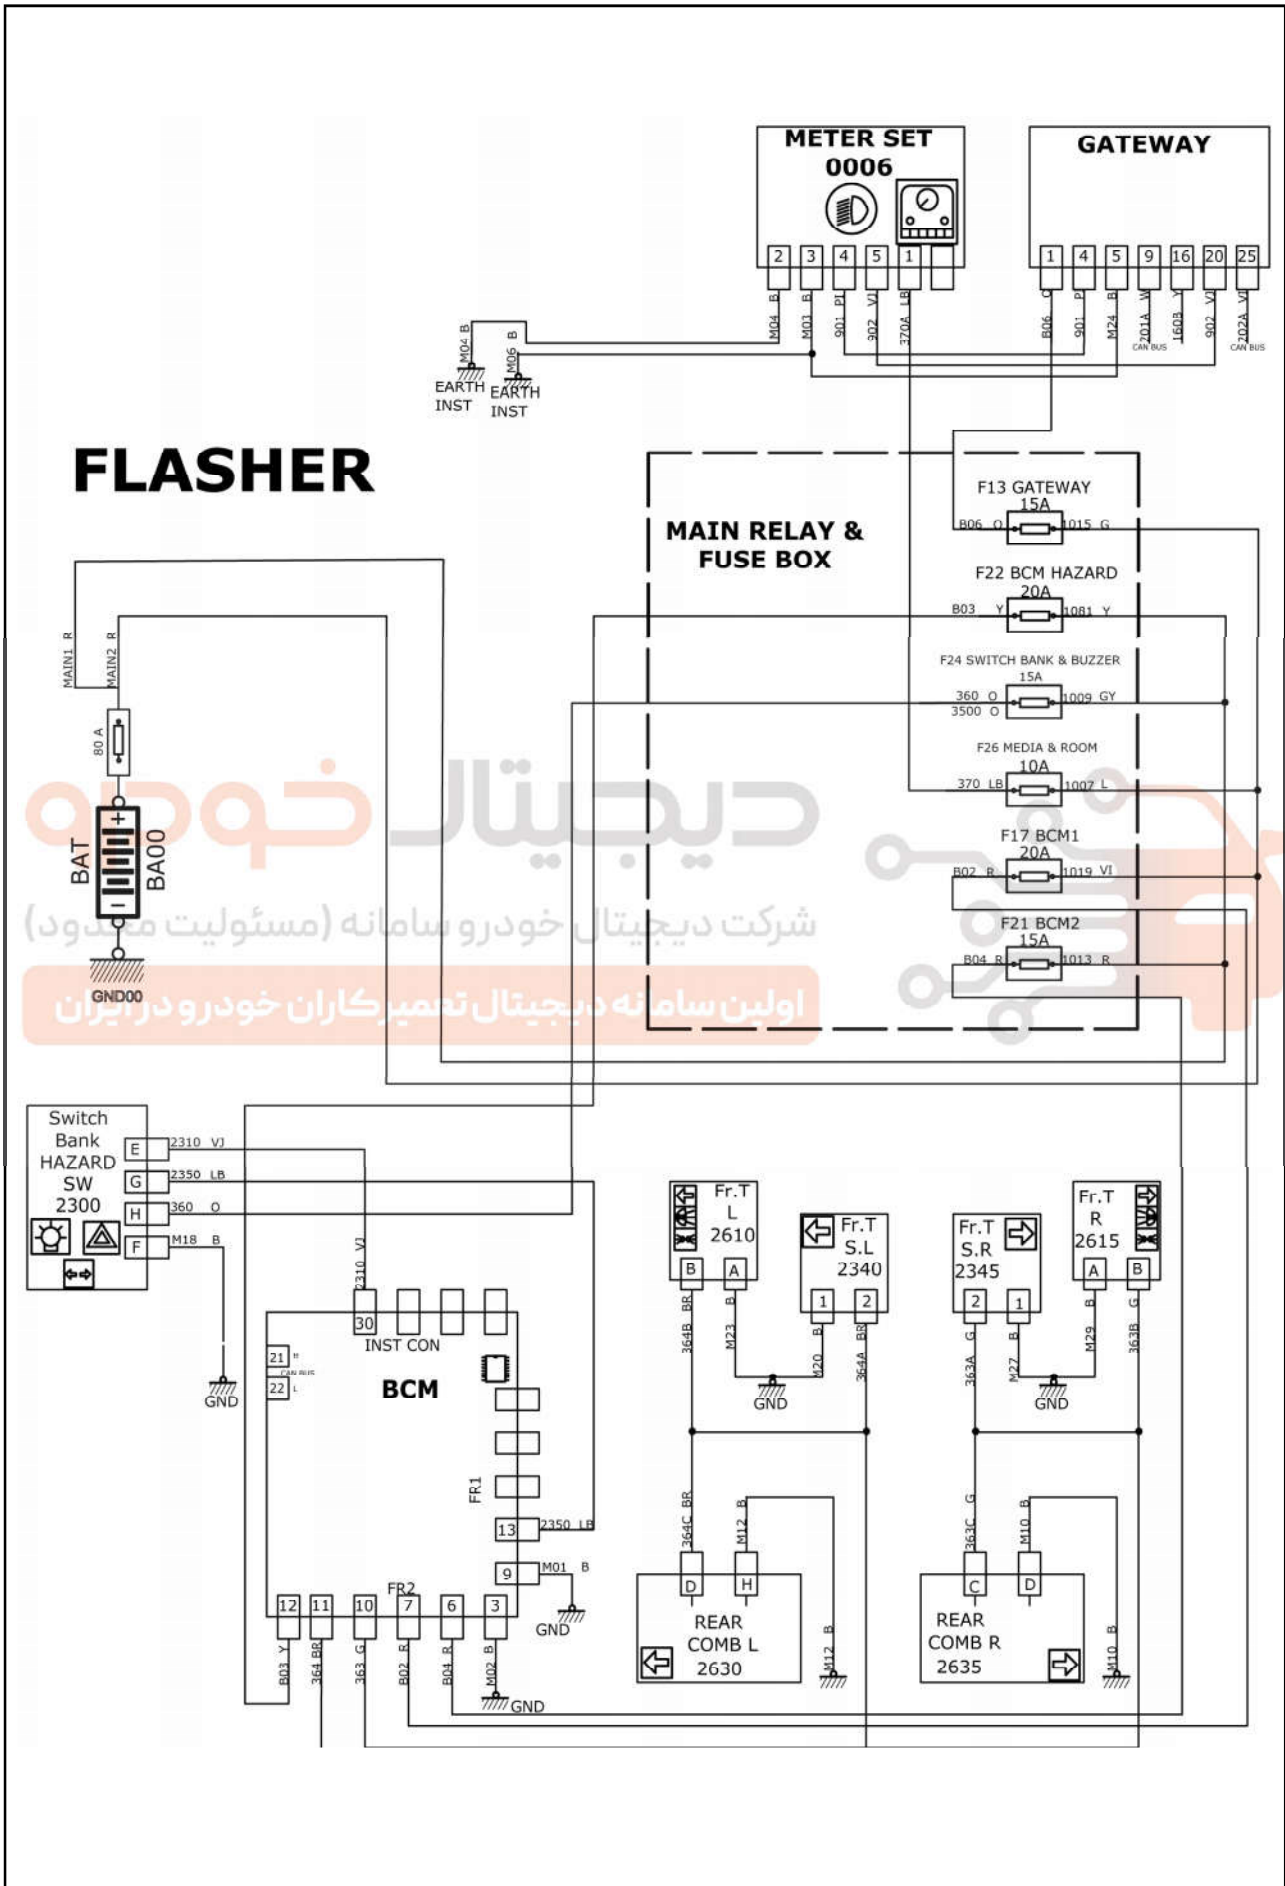 METER SET
0006
GATEWAY
2
3
4
5
1
1
4
5
9
16
20
25
M04 B
M03 B
901 PI
902 VJ
370A LB
B06 O
901 PI
M24 B
201A W
160B Y
902 VJ
202A VI
CAN BUS
CAN BUS
M04 B
M06 B
EARTH
INST
EARTH
INST
FLASHER
MAIN RELAY &
FUSE BOX
F13 GATEWAY
15A
B06 O
1015 G
F22 BCM HAZARD
20A
B03 Y
1081 Y
F24 SWITCH BANK & BUZZER
15A
360 O
3500 O
1009 GY
F26 MEDIA & ROOM
10A
370 LB
1007 L
F17 BCM1
20A
B02 R
1019 VI
F21 BCM2
15A
B04 R
1013 R
MAIN1 R
MAIN2 R
80 A
BAT
BA00
GND00
دیجیتال خودرو
شرکت دیجیتال خودرو سامانه (مسئولیت محدود)
اولین سامانه دیجیتال تعمیرکاران خودرو در ایران
Switch
Bank
HAZARD
SW
2300
E
G
H
F
2310 VJ
2350 LB
360 O
M18 B
GND
2310 VJ
30
INST CON
21 H
CAN BUS
22 L
BCM
FR1
13
2350 LB
9
M01 B
GND
FR2
12
11
10
7
6
3
B03 Y
364 BR
363 G
B02 R
B04 R
M02 B
GND
Fr.T
L
2610
B
A
364B BR
M23 B
Fr.T
S.L
2340
1
2
M20 B
364A BR
GND
Fr.T
S.R
2345
2
1
363A G
M27 B
Fr.T
R
2615
A
B
M29 B
363B G
GND
364C BR
M12 B
D
H
REAR
COMB L
2630
M12 B
363C G
M10 B
C
D
REAR
COMB R
2635
M10 B